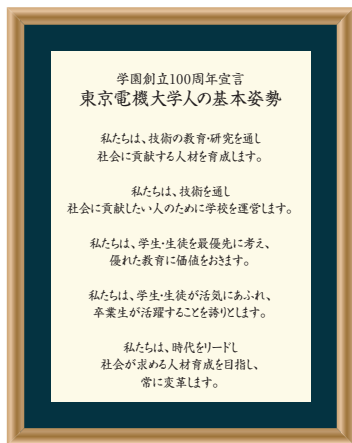 学園創立100周年宣言
東京電機大学人の基本姿勢
私たちは、技術の教育・研究を通し
社会に貢献する人材を育成します。
私たちは、技術を通し
社会に貢献したい人のために学校を運営します。
私たちは、学生・生徒を最優先に考え、
優れた教育に価値をおきます。
私たちは、学生・生徒が活気にあふれ、
卒業生が活躍することを誇りとします。
私たちは、時代をリードし
社会が求める人材育成を目指し、
常に変革します。